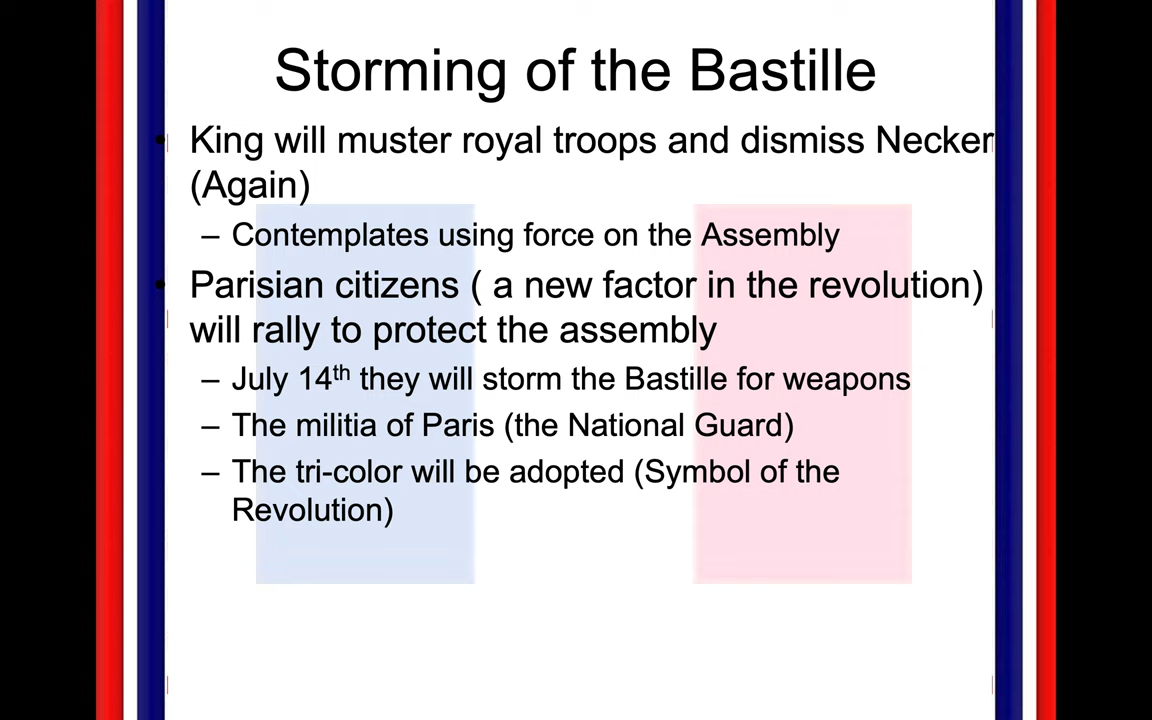 Storming of the Bastille
• King will muster royal troops and dismiss Necker
(Again)
– Contemplates using force on the Assembly
• Parisian citizens ( a new factor in the revolution)
will rally to protect the assembly
– July 14th they will storm the Bastille for weapons
– The militia of Paris (the National Guard)
– The tri-color will be adopted (Symbol of the
Revolution)